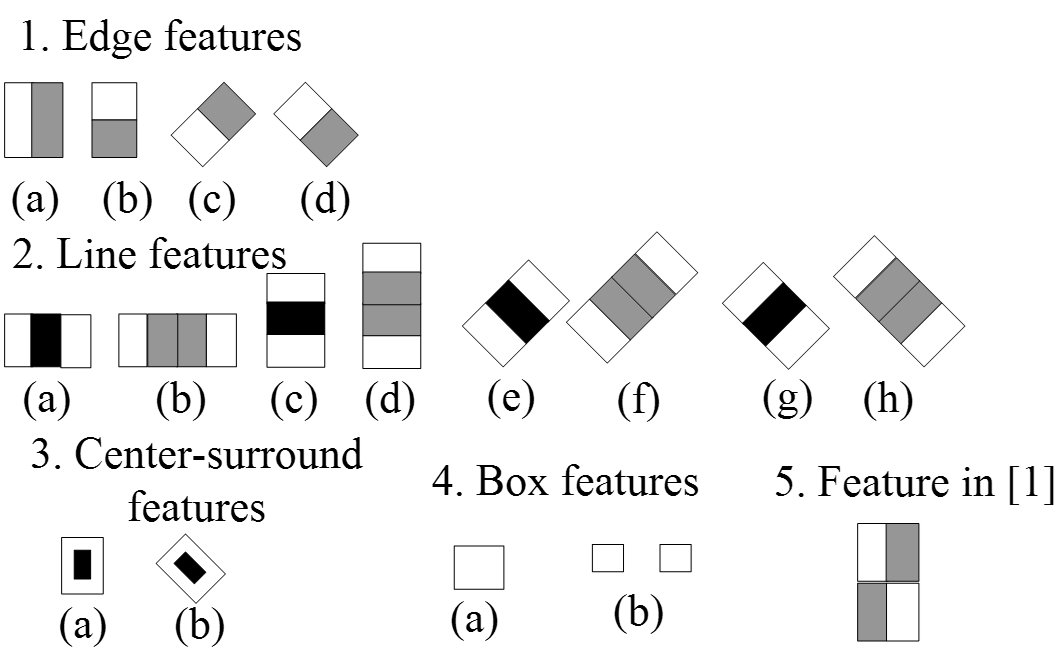 1. Edge features
(a) (b) (c) (d)
2. Line features
(a) (b) (c) (d) (e) (f) (g) (h)
3. Center-surround
features
(a) (b)
4. Box features
(a) (b)
5. Feature in [1]